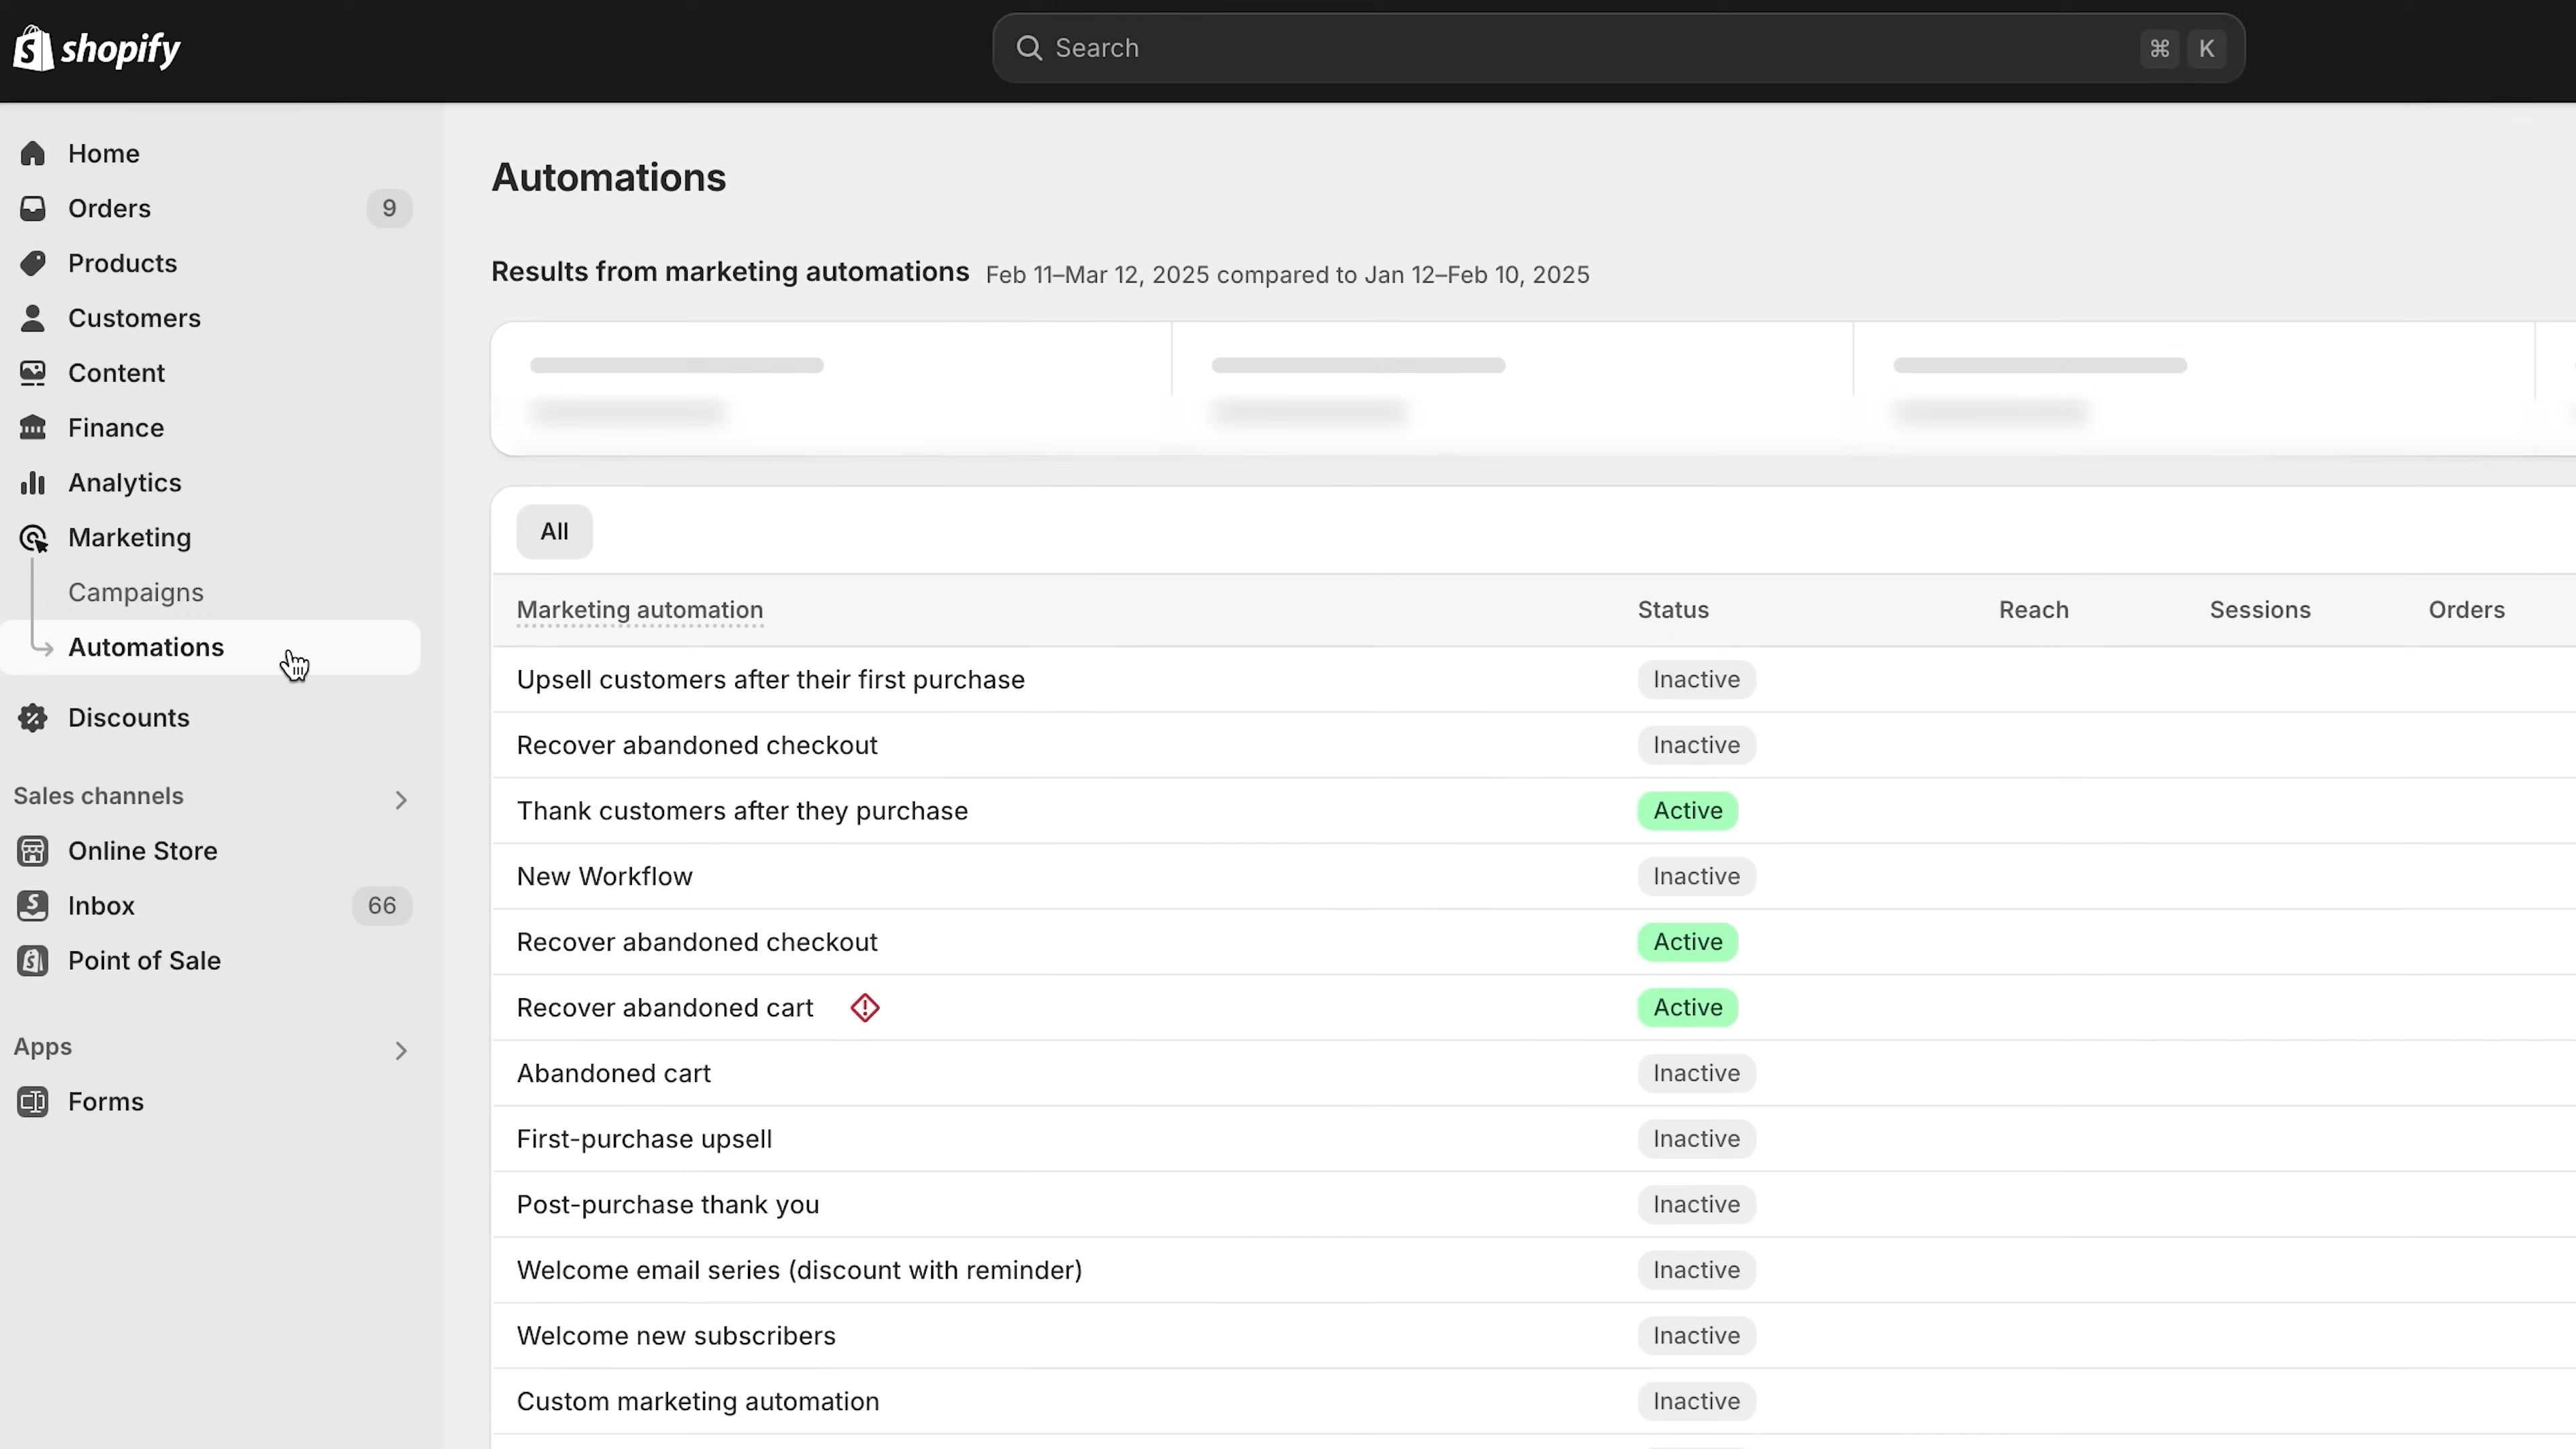 shopify
Search
⌘ K
Home
Orders 9
Products
Customers
Content
Finance
Analytics
Marketing
Campaigns
Automations
Discounts
Sales channels
Online Store
Inbox 66
Point of Sale
Apps
Forms
Automations
Results from marketing automations Feb 11–Mar 12, 2025 compared to Jan 12–Feb 10, 2025
All
Marketing automation Status Reach Sessions Orders
Upsell customers after their first purchase Inactive
Recover abandoned checkout Inactive
Thank customers after they purchase Active
New Workflow Inactive
Recover abandoned checkout Active
Recover abandoned cart Active
Abandoned cart Inactive
First-purchase upsell Inactive
Post-purchase thank you Inactive
Welcome email series (discount with reminder) Inactive
Welcome new subscribers Inactive
Custom marketing automation Inactive